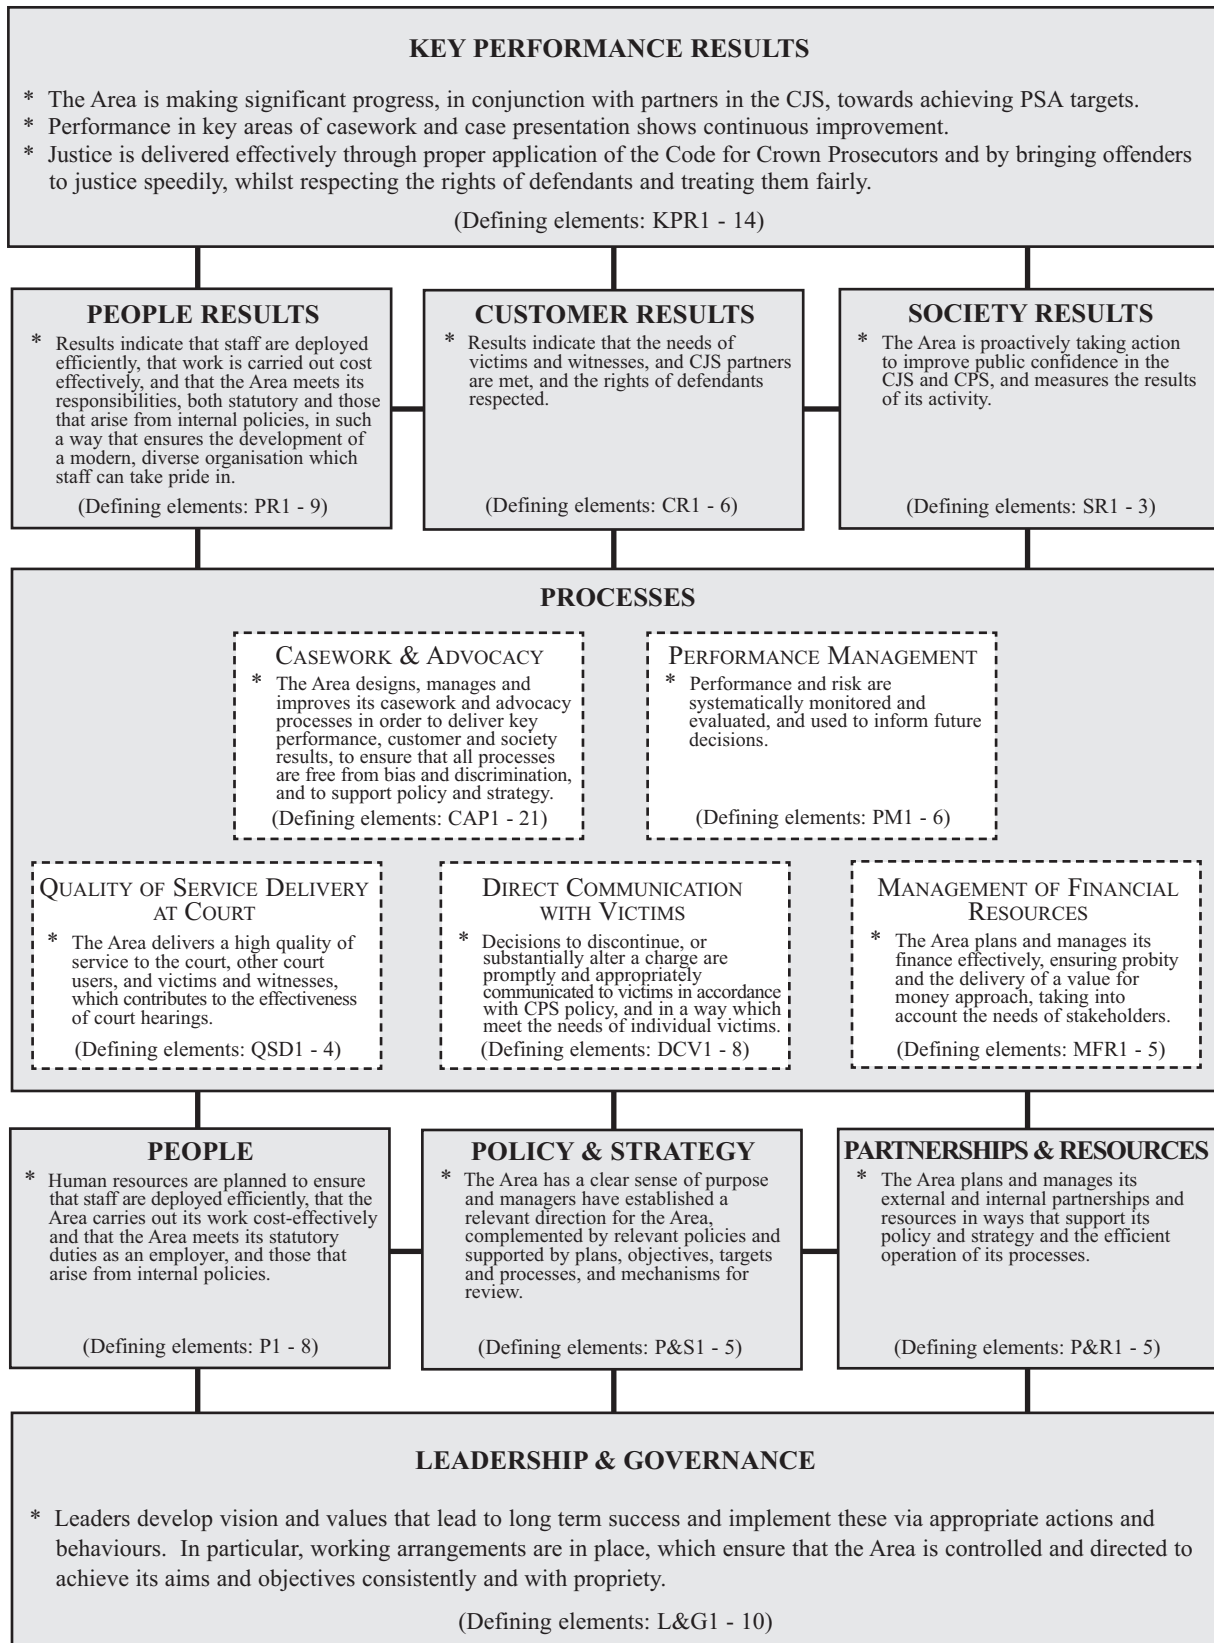 KEY PERFORMANCE RESULTS
* The Area is making significant progress, in conjunction with partners in the CJS, towards achieving PSA targets.
* Performance in key areas of casework and case presentation shows continuous improvement.
* Justice is delivered effectively through proper application of the Code for Crown Prosecutors and by bringing offenders
to justice speedily, whilst respecting the rights of defendants and treating them fairly.
(Defining elements: KPR1 - 14)
PEOPLE RESULTS
* Results indicate that staff are deployed
efficiently, that work is carried out cost
effectively, and that the Area meets its
responsibilities, both statutory and those
that arise from internal policies, in such
a way that ensures the development of
a modern, diverse organisation which
staff can take pride in.
(Defining elements: PR1 - 9)
CUSTOMER RESULTS
* Results indicate that the needs of
victims and witnesses, and CJS partners
are met, and the rights of defendants
respected.
(Defining elements: CR1 - 6)
SOCIETY RESULTS
* The Area is proactively taking action
to improve public confidence in the
CJS and CPS, and measures the results
of its activity.
(Defining elements: SR1 - 3)
PROCESSES
CASEWORK & ADVOCACY
* The Area designs, manages and
improves its casework and advocacy
processes in order to deliver key
performance, customer and society
results, to ensure that all processes
are free from bias and discrimination,
and to support policy and strategy.
(Defining elements: CAP1 - 21)
PERFORMANCE MANAGEMENT
* Performance and risk are
systematically monitored and
evaluated, and used to inform future
decisions.
(Defining elements: PM1 - 6)
QUALITY OF SERVICE DELIVERY
AT COURT
* The Area delivers a high quality of
service to the court, other court
users, and victims and witnesses,
which contributes to the effectiveness
of court hearings.
(Defining elements: QSD1 - 4)
DIRECT COMMUNICATION
WITH VICTIMS
* Decisions to discontinue, or
substantially alter a charge are
promptly and appropriately
communicated to victims in accordance
with CPS policy, and in a way which
meet the needs of individual victims.
(Defining elements: DCV1 - 8)
MANAGEMENT OF FINANCIAL
RESOURCES
* The Area plans and manages its
finance effectively, ensuring probity
and the delivery of a value for
money approach, taking into
account the needs of stakeholders.
(Defining elements: MFR1 - 5)
PEOPLE
* Human resources are planned to ensure
that staff are deployed efficiently, that the
Area carries out its work cost-effectively
and that the Area meets its statutory
duties as an employer, and those that
arise from internal policies.
(Defining elements: P1 - 8)
POLICY & STRATEGY
* The Area has a clear sense of purpose
and managers have established a
relevant direction for the Area,
complemented by relevant policies and
supported by plans, objectives, targets
and processes, and mechanisms for
review.
(Defining elements: P&S1 - 5)
PARTNERSHIPS & RESOURCES
* The Area plans and manages its
external and internal partnerships and
resources in ways that support its
policy and strategy and the efficient
operation of its processes.
(Defining elements: P&R1 - 5)
LEADERSHIP & GOVERNANCE
* Leaders develop vision and values that lead to long term success and implement these via appropriate actions and
behaviours. In particular, working arrangements are in place, which ensure that the Area is controlled and directed to
achieve its aims and objectives consistently and with propriety.
(Defining elements: L&G1 - 10)